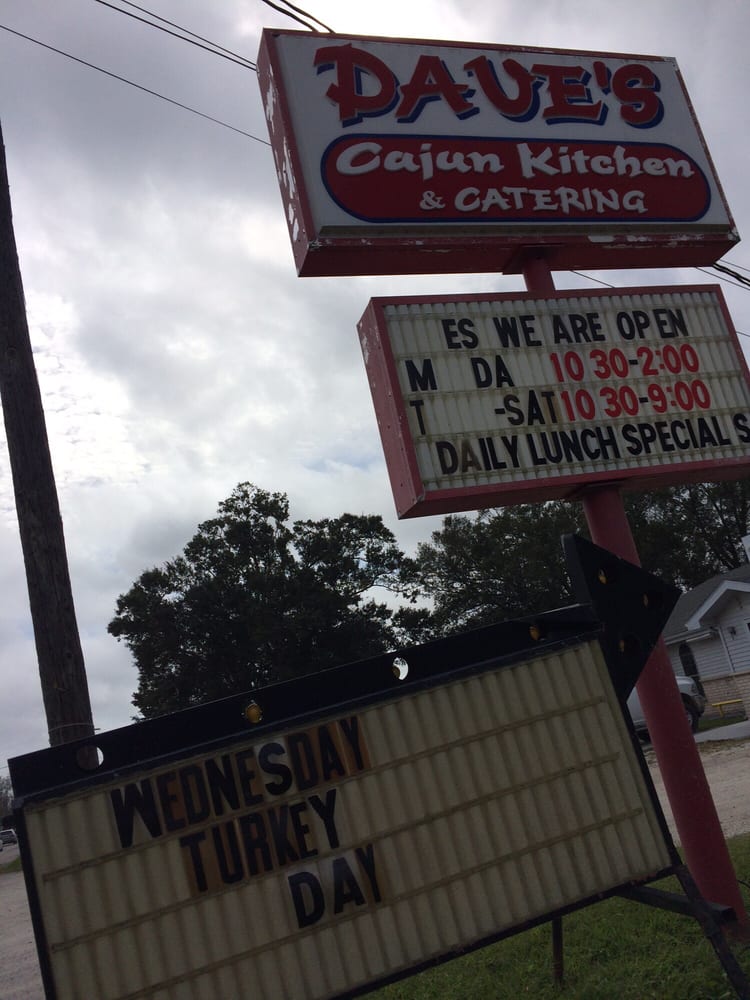 DAVE'S
Cajun Kitchen
& CATERING
ES WE ARE OPEN
M DA 10 30-2:00
T -SAT 10 30-9:00
DAILY LUNCH SPECIALS
WEDNESDAY
TURKEY
DAY